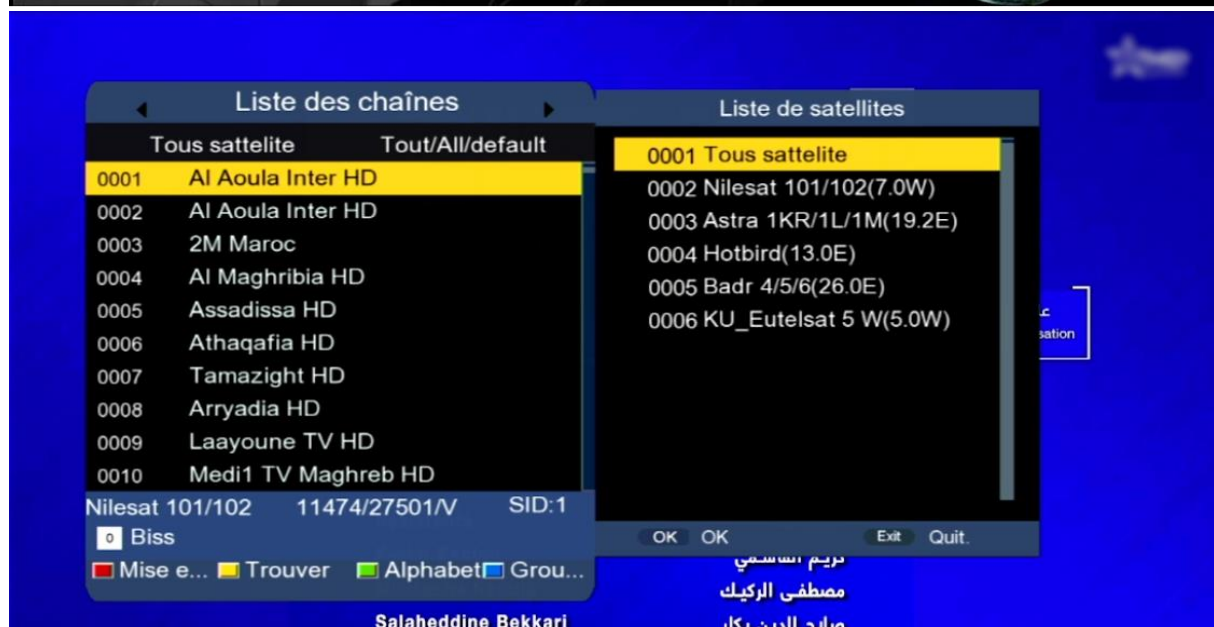 Liste des chaînes
Tous sattelite Tout/All/default
0001 Al Aoula Inter HD
0002 Al Aoula Inter HD
0003 2M Maroc
0004 Al Maghribia HD
0005 Assadissa HD
0006 Athaqafia HD
0007 Tamazight HD
0008 Arryadia HD
0009 Laayoune TV HD
0010 Medi1 TV Maghreb HD
Nilesat 101/102 11474/27501/V SID:1
0 Biss
Mise e... Trouver Alphabet Grou...
Liste de satellites
0001 Tous sattelite
0002 Nilesat 101/102(7.0W)
0003 Astra 1KR/1L/1M(19.2E)
0004 Hotbird(13.0E)
0005 Badr 4/5/6(26.0E)
0006 KU_Eutelsat 5 W(5.0W)
OK OK Exit Quit.
sation
مصطفى الركيك
Salaheddine Bekkari